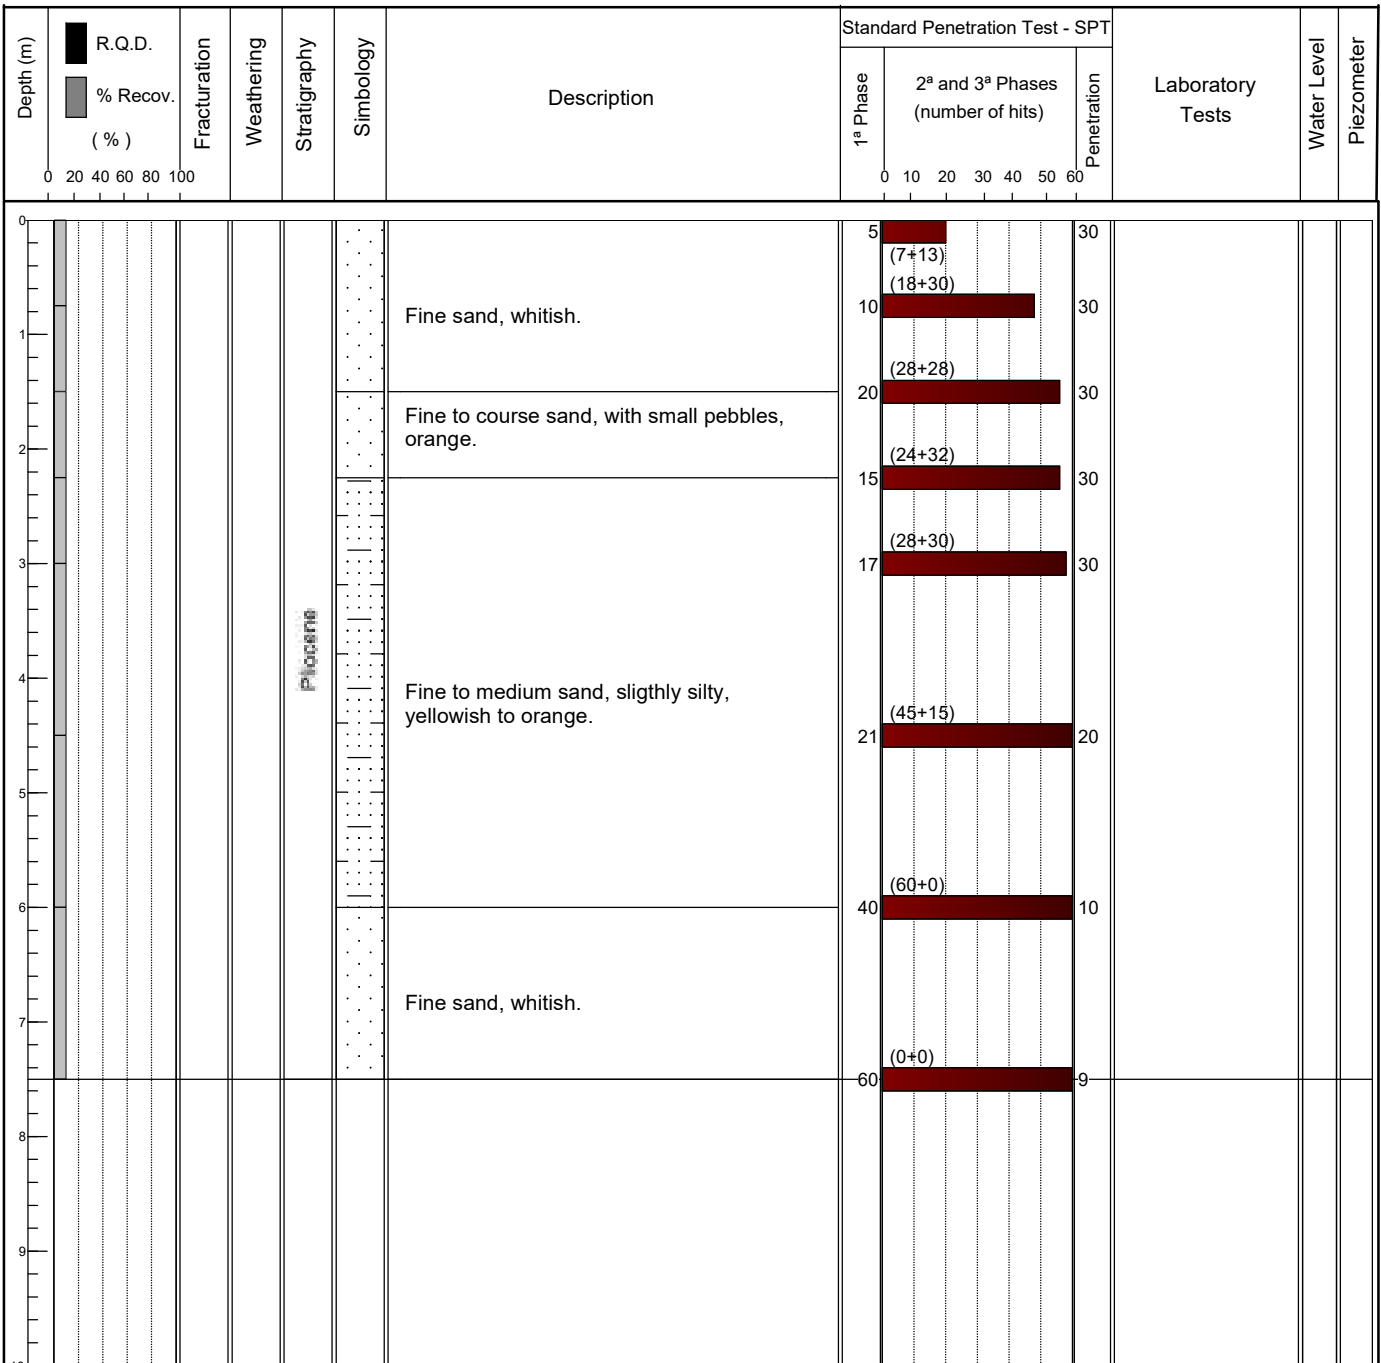 Depth (m)
R.Q.D.
% Recov.
( % )
0 20 40 60 80 100
Fracturation
Weathering
Stratigraphy
Simbology
Description
Standard Penetration Test - SPT
1ª Phase
2ª and 3ª Phases
(number of hits)
0 10 20 30 40 50 60
Penetration
Laboratory
Tests
Water Level
Piezometer
0
5
30
(7+13)
(18+30)
10
30
Fine sand, whitish.
1
(28+28)
20
30
Fine to course sand, with small pebbles,
orange.
2
(24+32)
15
30
(28+30)
17
30
3
Pliocene
4
Fine to medium sand, sligthly silty,
yellowish to orange.
(45+15)
21
20
5
(60+0)
40
10
6
Fine sand, whitish.
7
(0+0)
60
9
8
9